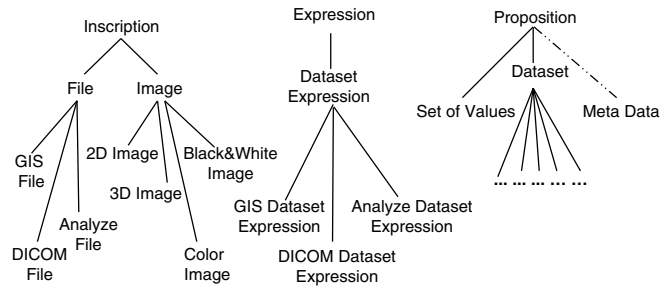 Inscription
File
Image
GIS
File
DICOM
File
Analyze
File
2D Image
3D Image
Color
Image
Black&White
Image
Expression
Dataset
Expression
GIS Dataset
Expression
DICOM Dataset
Expression
Analyze Dataset
Expression
Proposition
Set of Values
Dataset
Meta Data
... ... ... ... ...